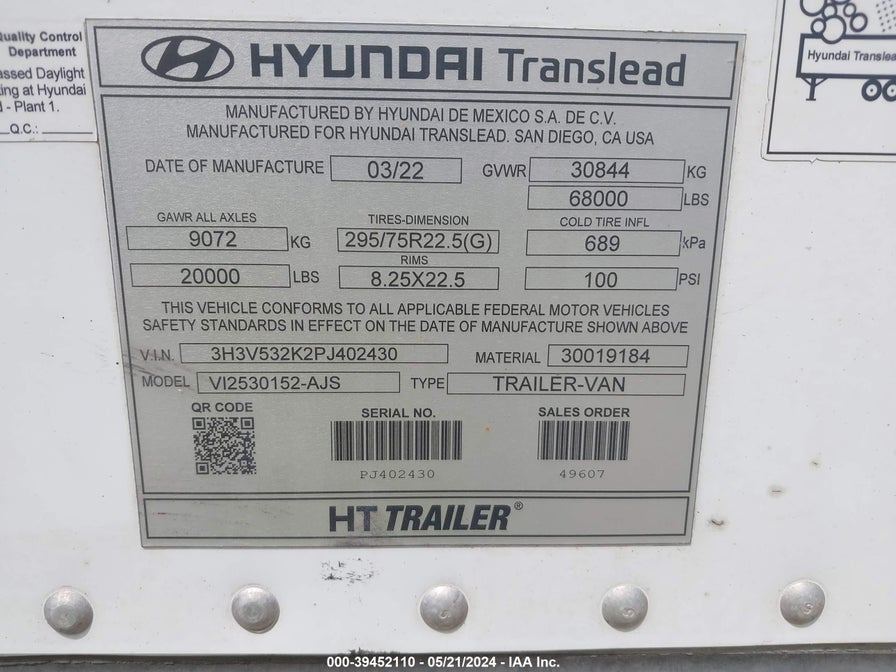 Quality Control
Department
assed Daylight
ing at Hyundai
- Plant 1.
Q.C.:
HYUNDAI Translead
Hyundai Translea
MANUFACTURED BY HYUNDAI DE MEXICO S.A. DE C.V.
MANUFACTURED FOR HYUNDAI TRANSLEAD. SAN DIEGO, CA USA
DATE OF MANUFACTURE 03/22 GVWR 30844 KG
68000 LBS
GAWR ALL AXLES TIRES-DIMENSION COLD TIRE INFL
9072 KG 295/75R22.5(G) 689 kPa
RIMS
20000 LBS 8.25X22.5 100 PSI
THIS VEHICLE CONFORMS TO ALL APPLICABLE FEDERAL MOTOR VEHICLES
SAFETY STANDARDS IN EFFECT ON THE DATE OF MANUFACTURE SHOWN ABOVE
V.I.N. 3H3V532K2PJ402430 MATERIAL 30019184
MODEL VI2530152-AJS TYPE TRAILER-VAN
QR CODE SERIAL NO. SALES ORDER
PJ402430 49607
HT TRAILER®
000-39452110 - 05/21/2024 - IAA Inc.